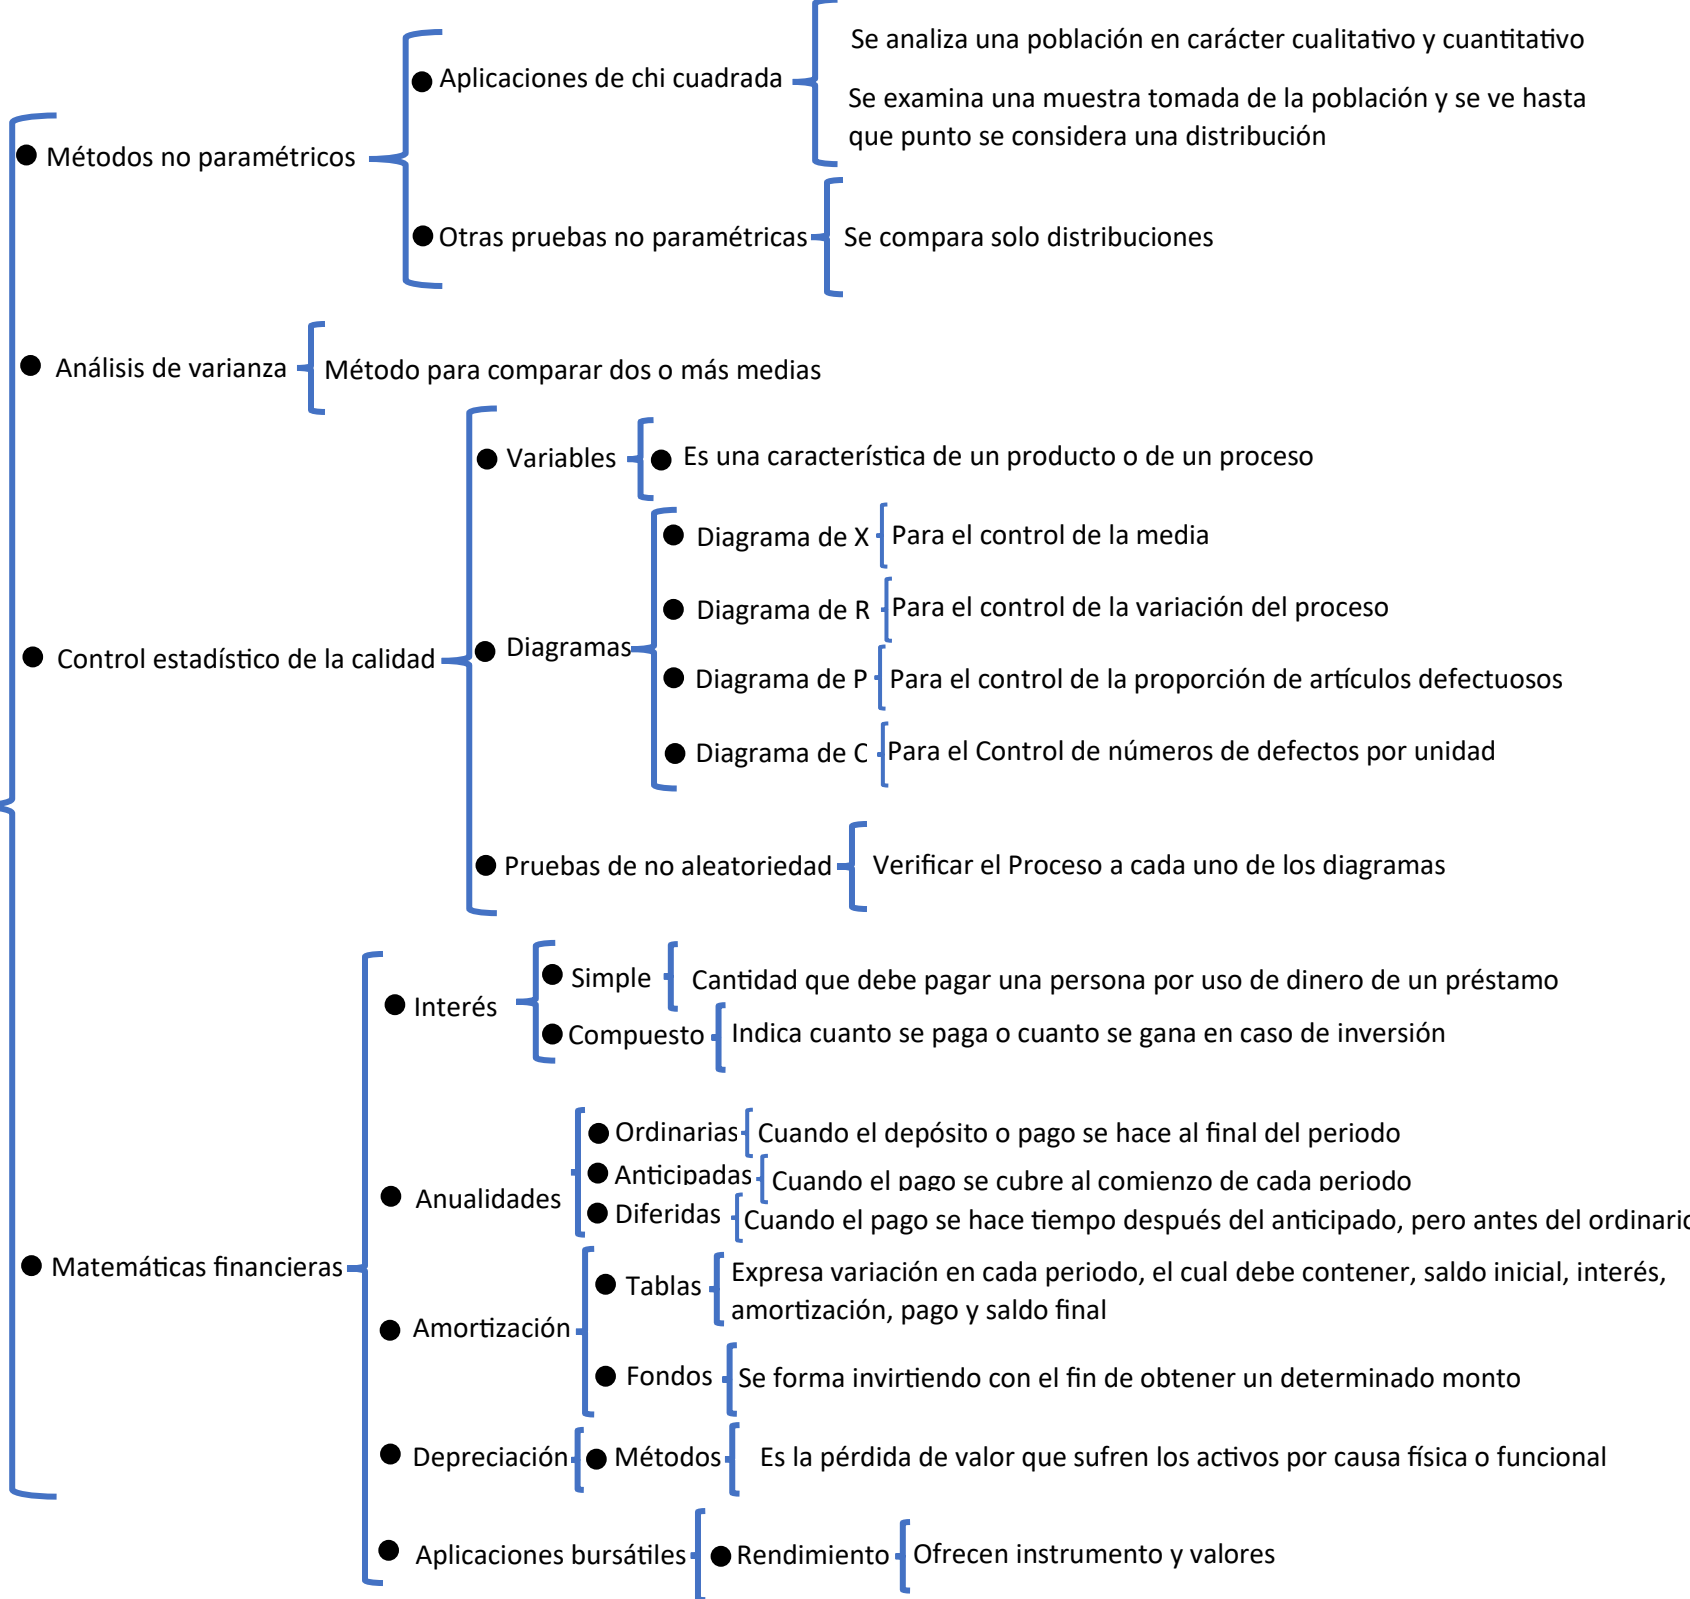 Se analiza una población en carácter cualitativo y cuantitativo
Aplicaciones de chi cuadrada
Se examina una muestra tomada de la población y se ve hasta
que punto se considera una distribución
Métodos no paramétricos
Otras pruebas no paramétricas
Se compara solo distribuciones
Análisis de varianza
Método para comparar dos o más medias
Variables
Es una característica de un producto o de un proceso
Diagrama de X
Para el control de la media
Diagrama de R
Para el control de la variación del proceso
Control estadístico de la calidad
Diagramas
Diagrama de P
Para el control de la proporción de artículos defectuosos
Diagrama de C
Para el Control de números de defectos por unidad
Pruebas de no aleatoriedad
Verificar el Proceso a cada uno de los diagramas
Interés
Simple
Cantidad que debe pagar una persona por uso de dinero de un préstamo
Compuesto
Indica cuanto se paga o cuanto se gana en caso de inversión
Anualidades
Ordinarias
Cuando el depósito o pago se hace al final del periodo
Anticipadas
Cuando el pago se cubre al comienzo de cada periodo
Diferidas
Cuando el pago se hace tiempo después del anticipado, pero antes del ordinario
Matemáticas financieras
Amortización
Tablas
Expresa variación en cada periodo, el cual debe contener, saldo inicial, interés,
amortización, pago y saldo final
Fondos
Se forma invirtiendo con el fin de obtener un determinado monto
Depreciación
Métodos
Es la pérdida de valor que sufren los activos por causa física o funcional
Aplicaciones bursátiles
Rendimiento
Ofrecen instrumento y valores